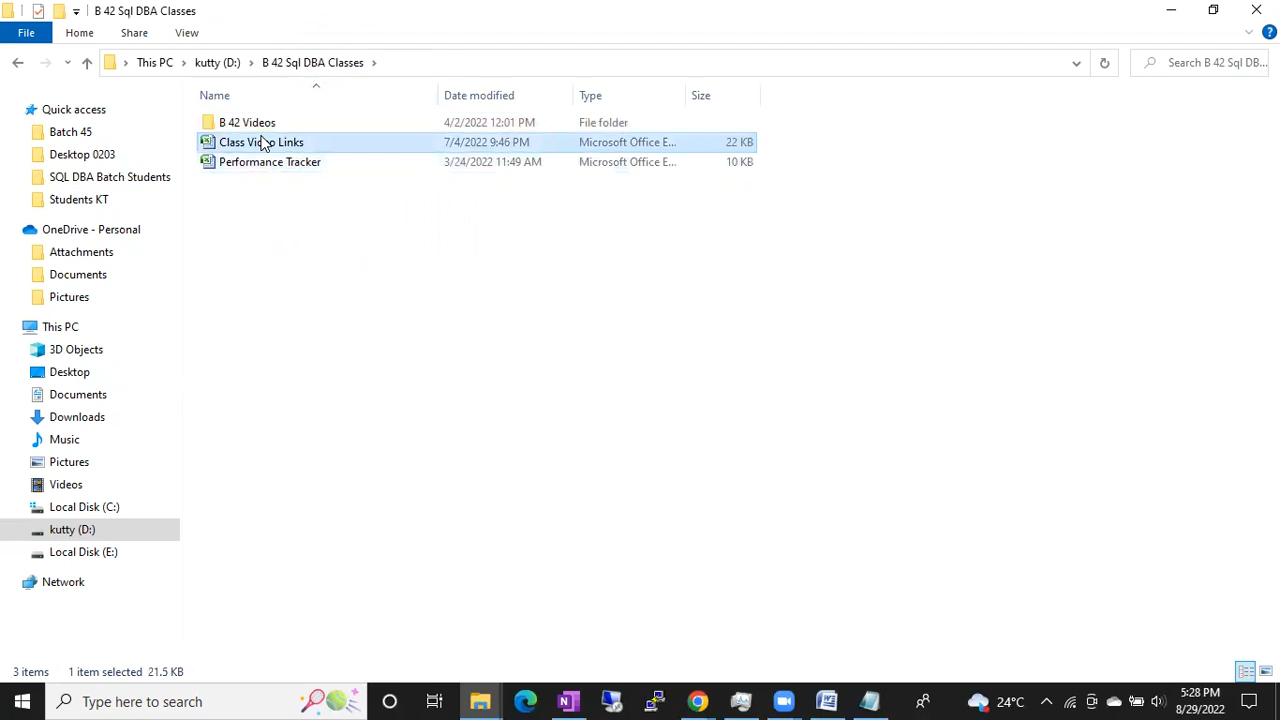 B 42 Sql DBA Classes
File Home Share View
This PC kutty (D:) B 42 Sql DBA Classes
Search B 42 Sql DB...
Name Date modified Type Size
B 42 Videos 4/2/2022 12:01 PM File folder
Class Video Links 7/4/2022 9:46 PM Microsoft Office E... 22 KB
Performance Tracker 3/24/2022 11:49 AM Microsoft Office E... 10 KB
Quick access
Batch 45
Desktop 0203
SQL DBA Batch Students
Students KT
OneDrive - Personal
Attachments
Documents
Pictures
This PC
3D Objects
Desktop
Documents
Downloads
Music
Pictures
Videos
Local Disk (C:)
kutty (D:)
Local Disk (E:)
Network
3 items 1 item selected 21.5 KB
Type here to search
24°C
5:28 PM
8/29/2022